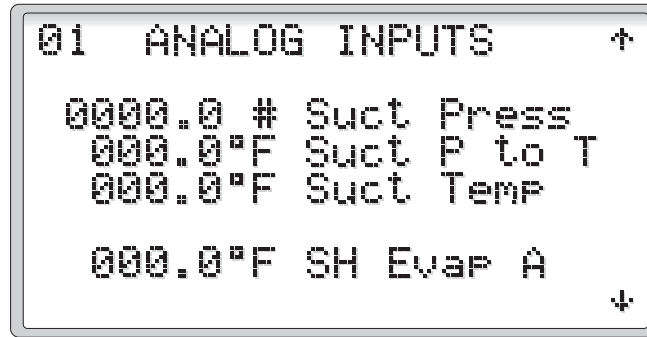 01 ANALOG INPUTS ↑
0000.0 # Suct Press
000.0°F Suct P to T
000.0°F Suct Temp
000.0°F SH Evap A
↓